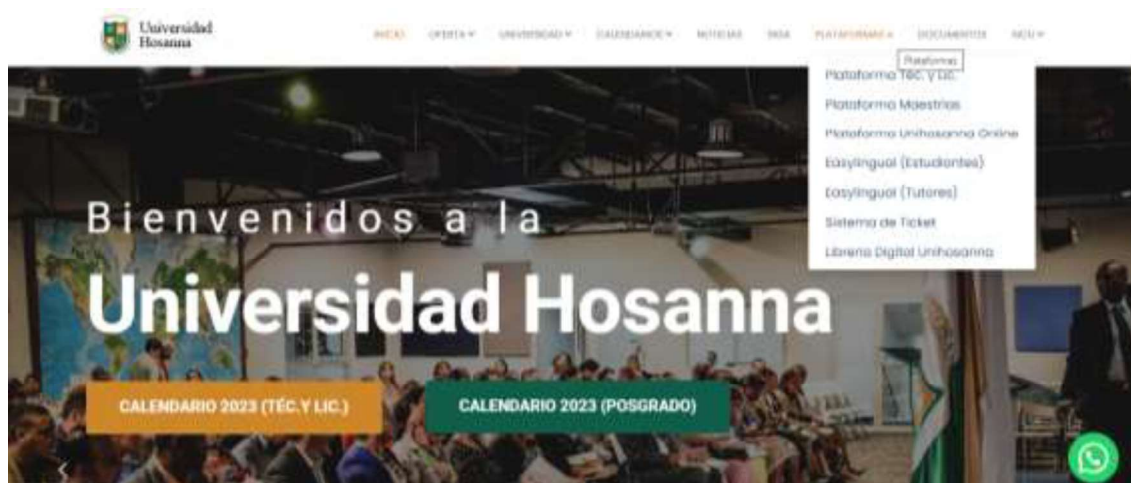 Universidad
Hosanna
INICIO OFERTA UNIVERSIDAD CALENDARIOS NOTICIAS PLATAFORMAS DOCUMENTOS
Plataformas
Plataforma Téc. y Lic.
Plataforma Maestrías
Plataforma Unihosanna Online
Easylingual (Estudiantes)
Easylingual (Tutores)
Sistema de Ticket
Librería Digital Unihosanna
Bienvenidos a la
Universidad Hosanna
CALENDARIO 2023 (TÉC.Y LIC.) CALENDARIO 2023 (POSGRADO)